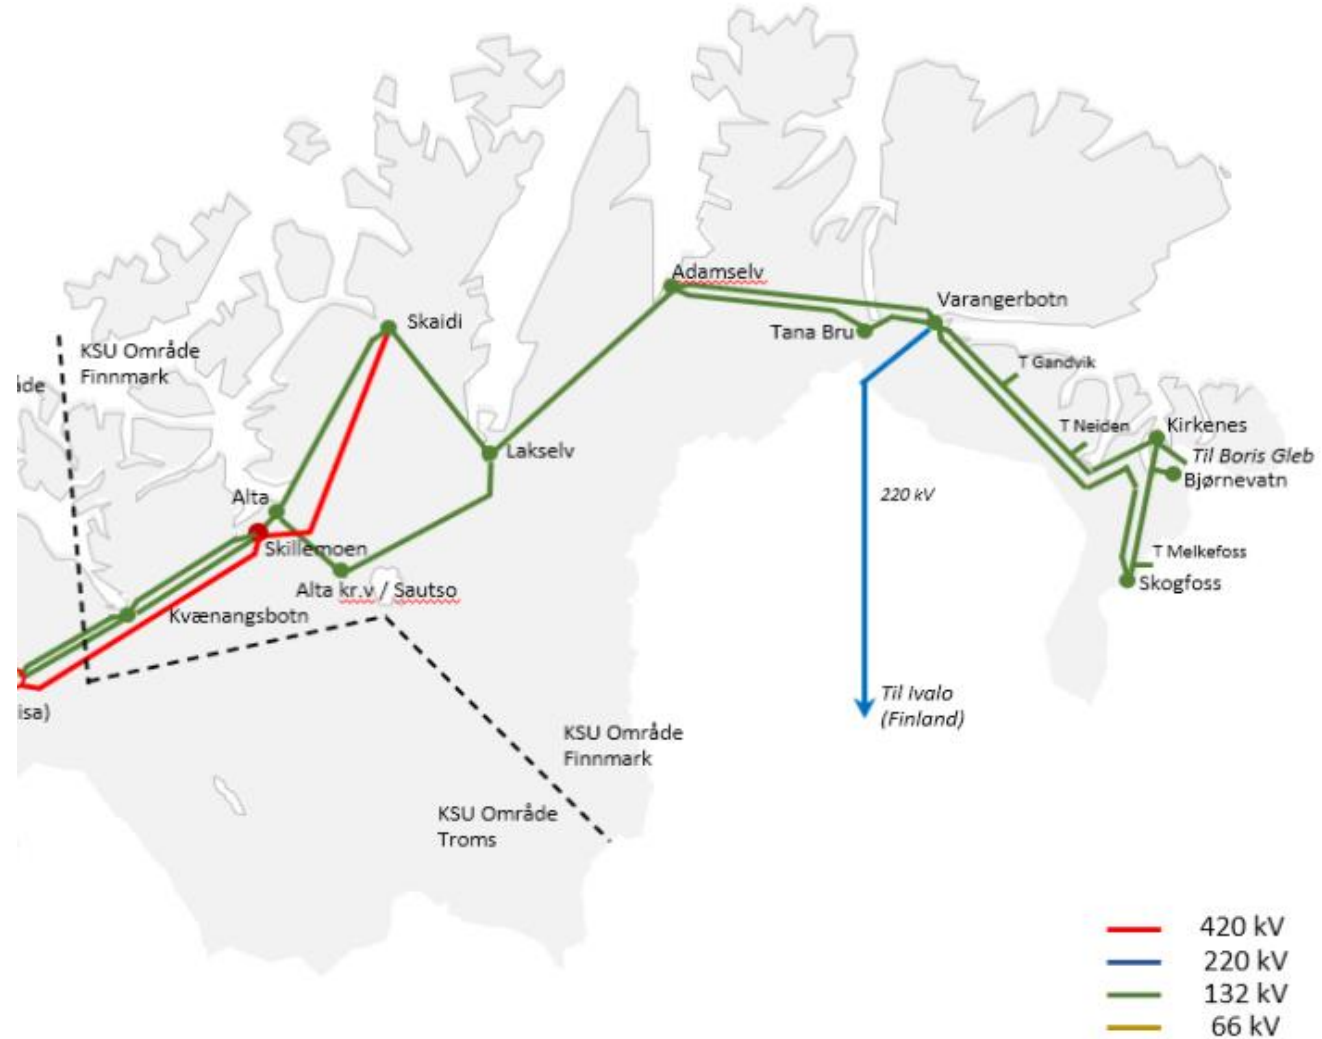 Adamselv
Varangerbotn
Skaidi
Tana Bru
KSU Område
Finnmark
T Gandvik
T Neiden
Kirkenes
Til Boris Gleb
Bjørnevatn
Lakselv
Alta
220 kV
Skillemoen
T Melkefoss
Skogfoss
Alta kr.v / Sautso
Kvænangsbotn
Til Ivalo
(Finland)
isa)
KSU Område
Finnmark
KSU Område
Troms
420 kV
220 kV
132 kV
66 kV